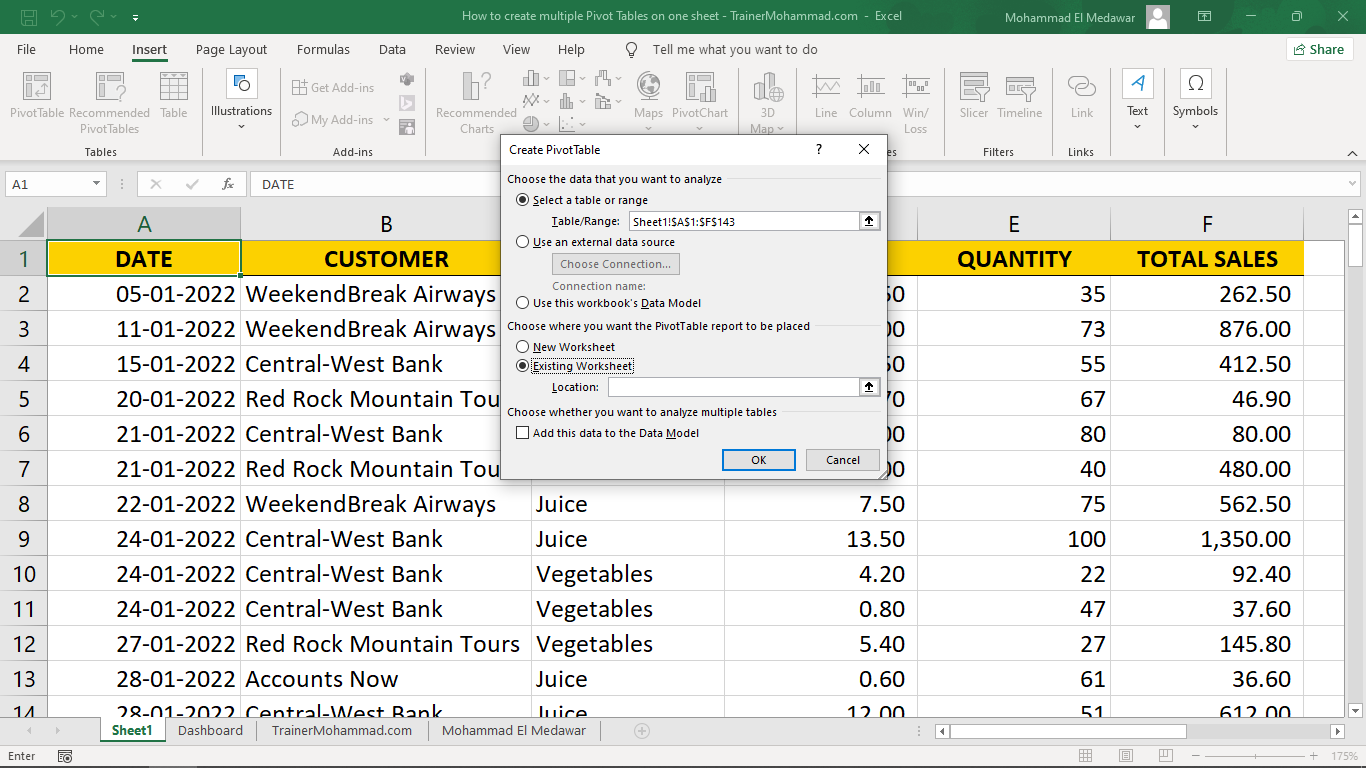 How to create multiple Pivot Tables on one sheet - TrainerMohammad.com - Excel
Mohammad El Medawar
File Home Insert Page Layout Formulas Data Review View Help Tell me what you want to do Share
PivotTable Recommended PivotTables Table
Tables
Illustrations
Get Add-ins
My Add-ins
Add-ins
Recommended Charts
Maps PivotChart
3D Map
Line Column Win/Loss
Slicer Timeline
Filters
Link
Links
Text
Symbols
A1 fx DATE
Create PivotTable ?
Choose the data that you want to analyze
Select a table or range
Table/Range: Sheet1!$A$1:$F$143
Use an external data source
Choose Connection...
Connection name:
Use this workbook's Data Model
Choose where you want the PivotTable report to be placed
New Worksheet
Existing Worksheet
Location:
Choose whether you want to analyze multiple tables
Add this data to the Data Model
OK Cancel
A B E F
1 DATE CUSTOMER QUANTITY TOTAL SALES
2 05-01-2022 WeekendBreak Airways 35 262.50
3 11-01-2022 WeekendBreak Airways 73 876.00
4 15-01-2022 Central-West Bank 55 412.50
5 20-01-2022 Red Rock Mountain Tou 67 46.90
6 21-01-2022 Central-West Bank 80 80.00
7 21-01-2022 Red Rock Mountain Tou 40 480.00
8 22-01-2022 WeekendBreak Airways Juice 7.50 75 562.50
9 24-01-2022 Central-West Bank Juice 13.50 100 1,350.00
10 24-01-2022 Central-West Bank Vegetables 4.20 22 92.40
11 24-01-2022 Central-West Bank Vegetables 0.80 47 37.60
12 27-01-2022 Red Rock Mountain Tours Vegetables 5.40 27 145.80
13 28-01-2022 Accounts Now Juice 0.60 61 36.60
14 28-01-2022 Central-West Bank Juice 12.00 51 612.00
Sheet1 Dashboard TrainerMohammad.com Mohammad El Medawar
Enter 175%